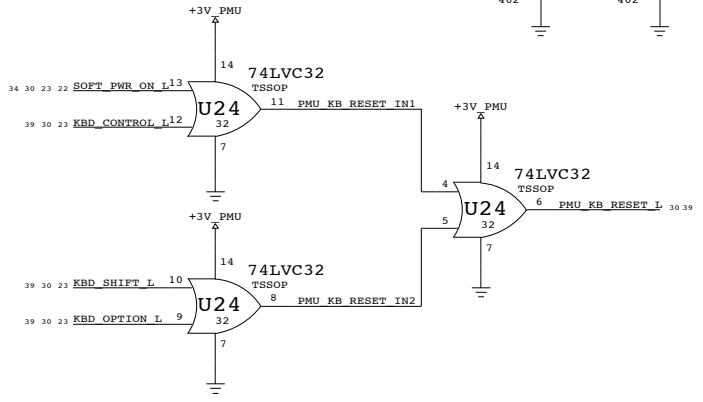 402 402
+3V_PMU
14
74LVC32
TSSOP
34 30 23 22 SOFT_PWR_ON_L 13
U24
11 PMU_KB_RESET_IN1
39 30 23 KBD_CONTROL_L 12
32
7
+3V_PMU
14
74LVC32
TSSOP
4
U24
6 PMU_KB_RESET_L 30 39
5
32
7
+3V_PMU
14
74LVC32
TSSOP
39 30 23 KBD_SHIFT_L 10
U24
8 PMU_KB_RESET_IN2
39 30 23 KBD_OPTION_L 9
32
7